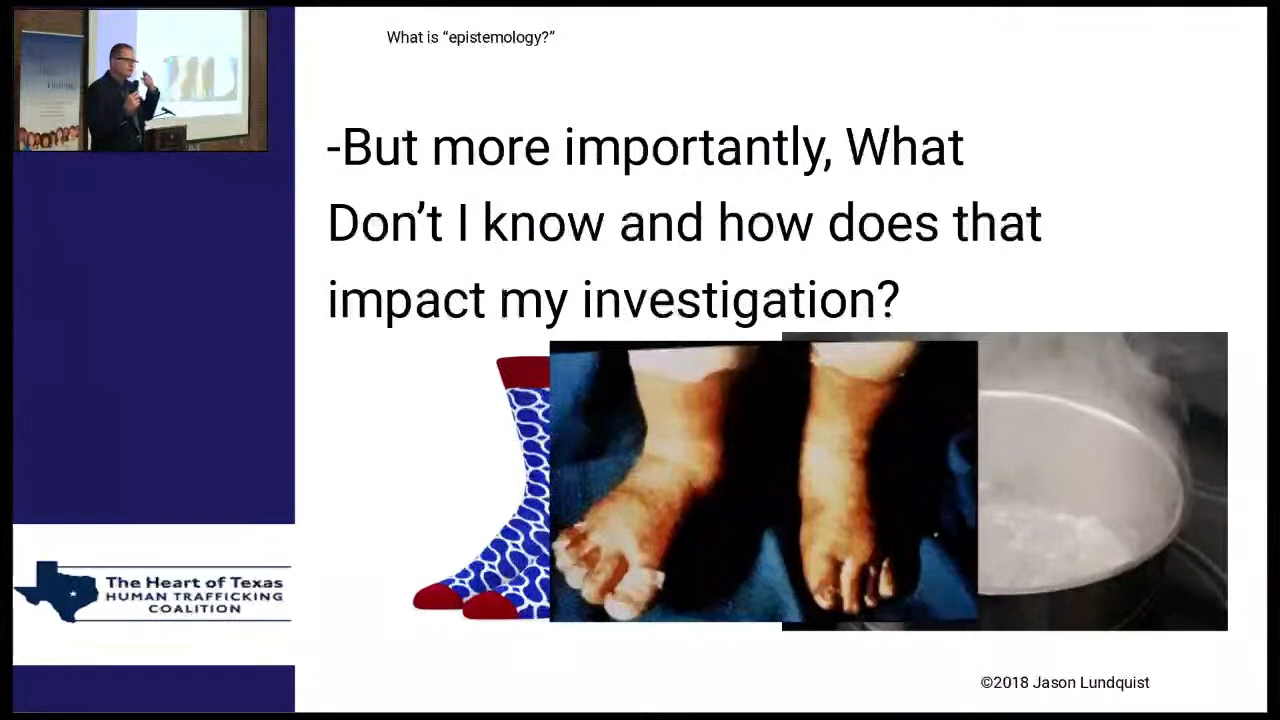 What is “epistemology?”
-But more importantly, What
Don’t I know and how does that
impact my investigation?
The Heart of Texas
HUMAN TRAFFICKING
COALITION
©2018 Jason Lundquist